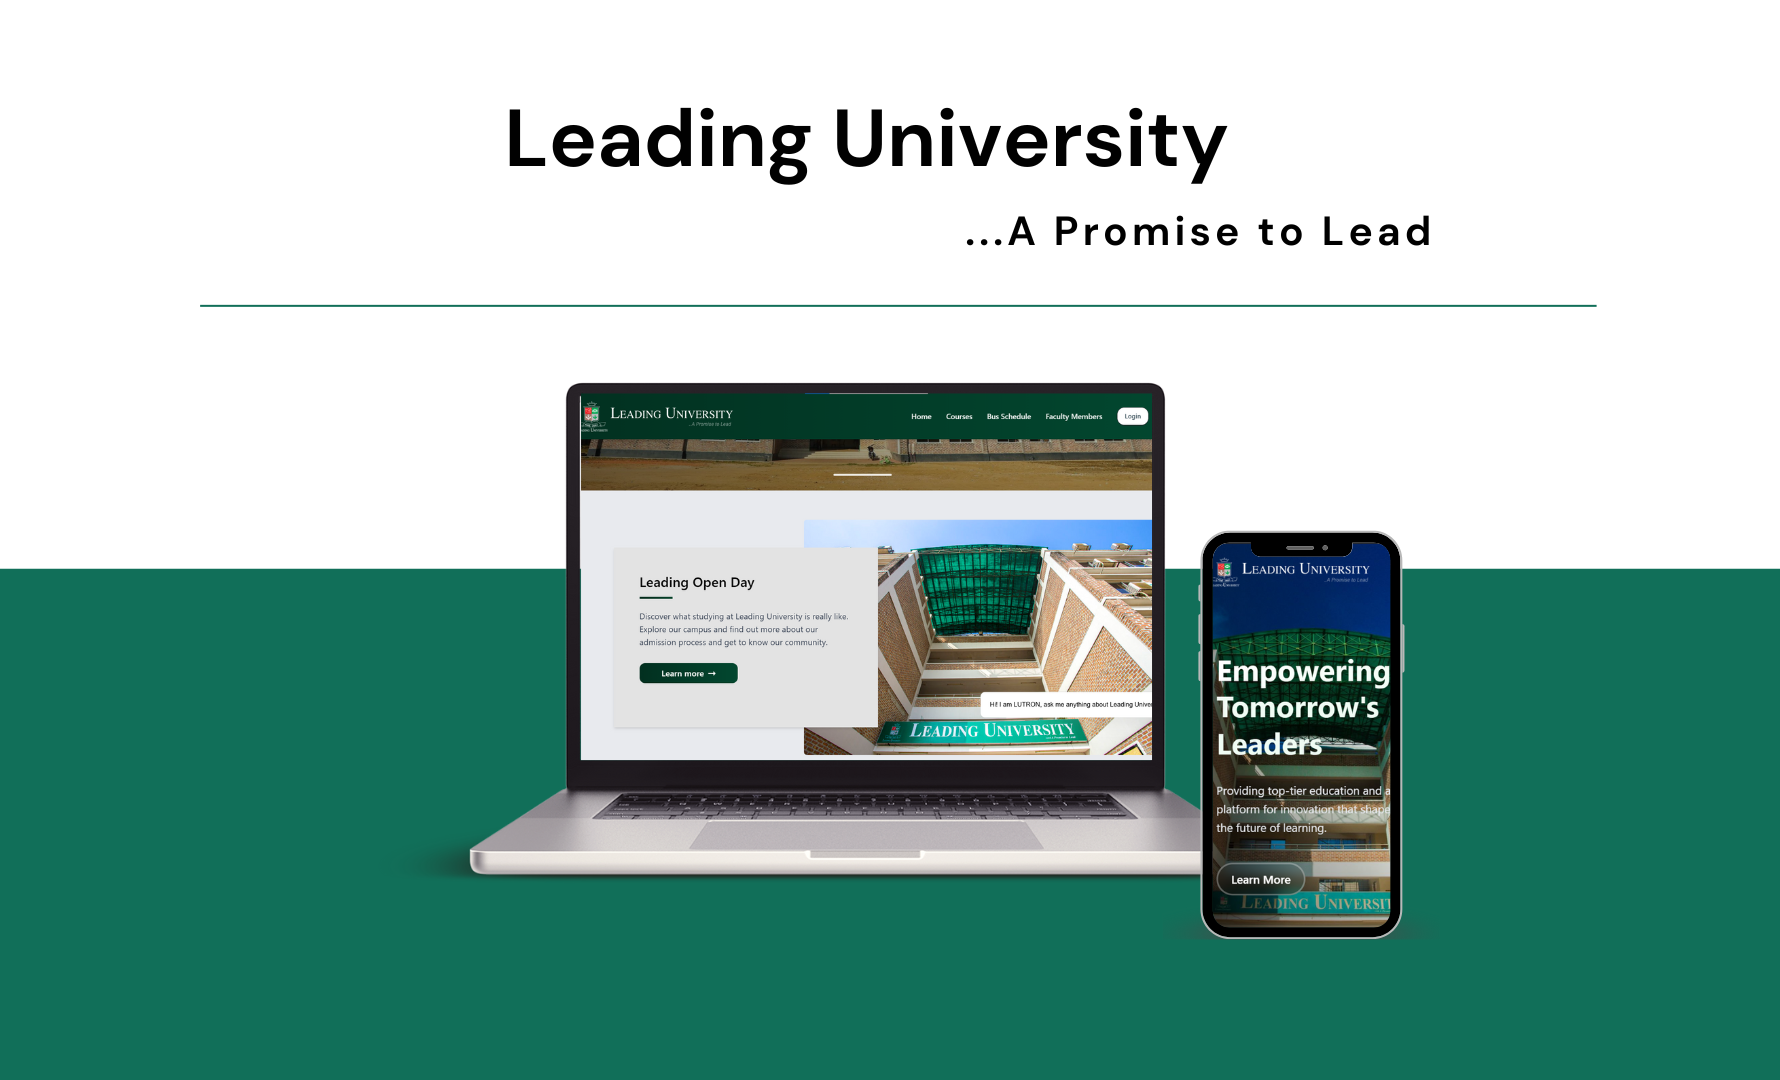 Leading University
...A Promise to Lead
LEADING UNIVERSITY
...A Promise to Lead
Home Courses Bus Schedule Faculty Members Login
Leading Open Day
Discover what studying at Leading University is really like.
Explore our campus and find out more about our
admission process and get to know our community.
Learn more →
Hi! I am LUTRON, ask me anything about Leading Univer
LEADING UNIVERSITY
LEADING UNIVERSITY
...A Promise to Lead
Empowering
Tomorrow's
Leaders
Providing top-tier education and a
platform for innovation that shape
the future of learning.
Learn More
LEADING UNIVERSIT